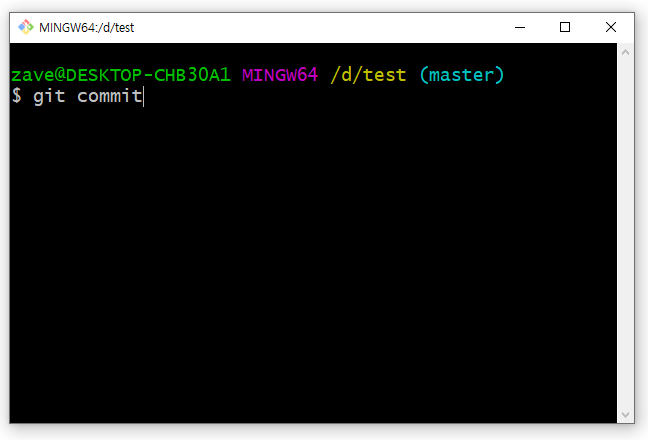 MINGW64:/d/test
zave@DESKTOP-CHB30A1 MINGW64 /d/test (master)
$ git commit